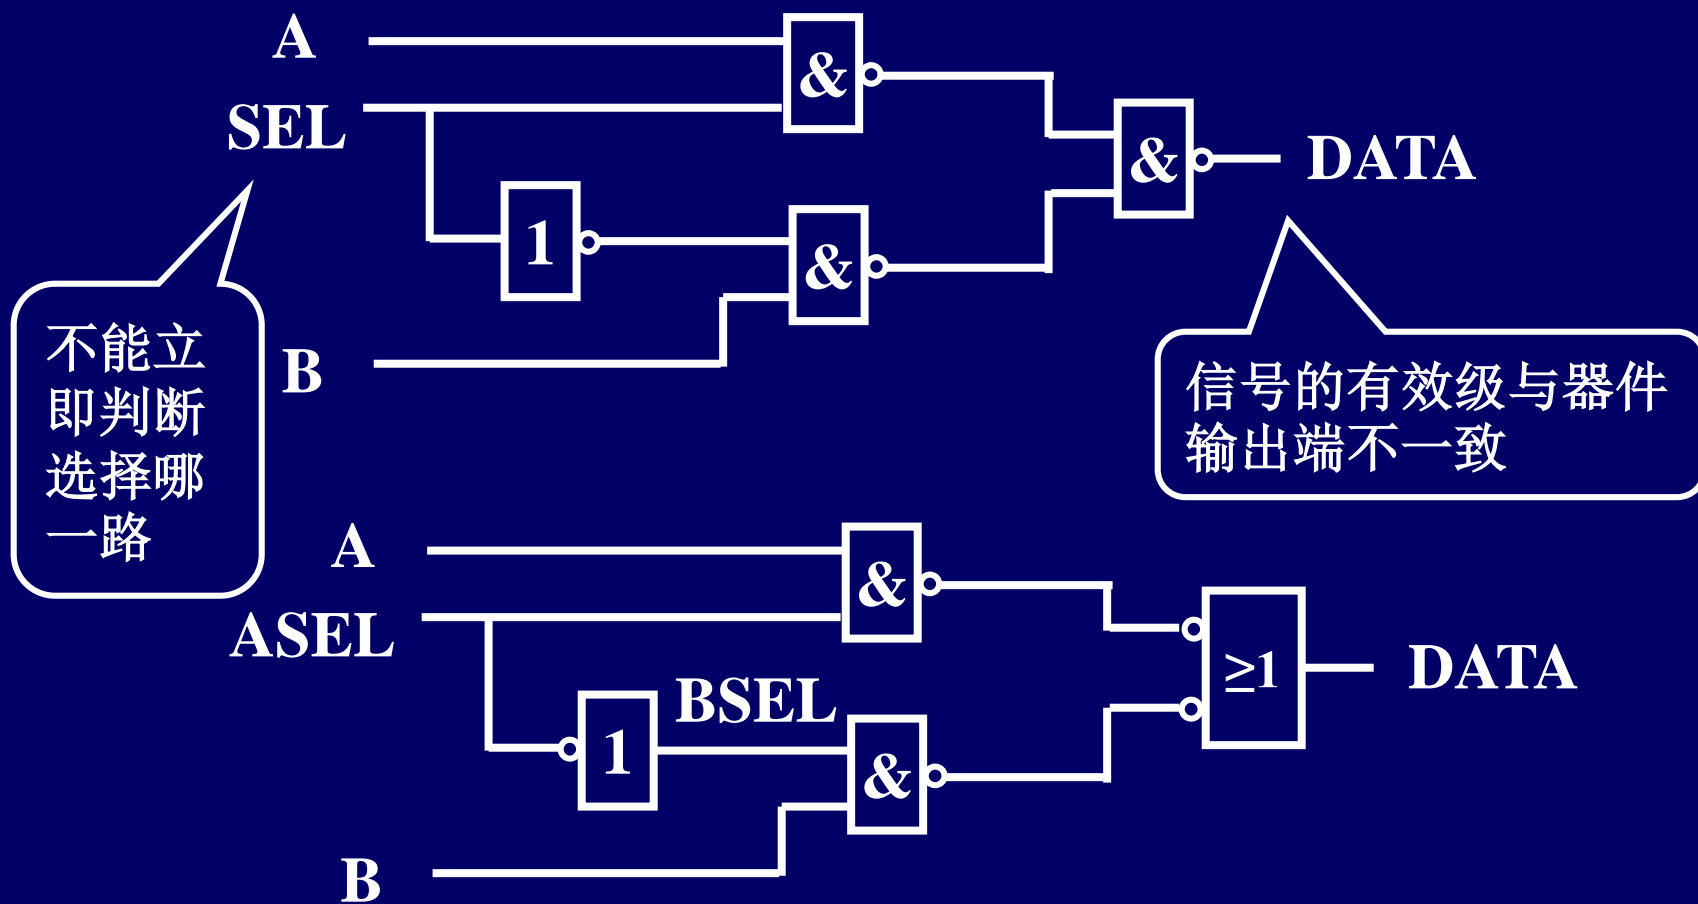 A
&
SEL
&
DATA
1
&
B
不能立
即判断
选择哪
一路
信号的有效级与器件
输出端不一致
A
&
ASEL
≥1
DATA
BSEL
1
&
B